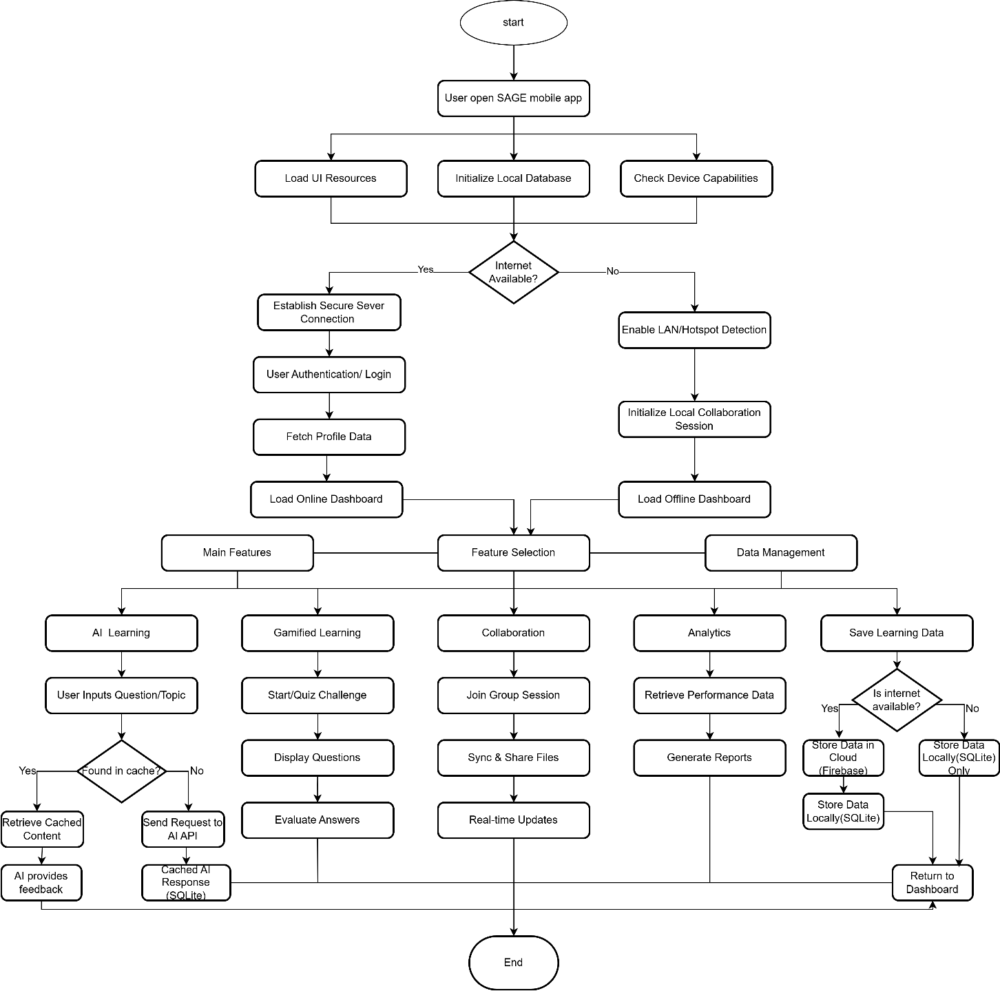 start
User open SAGE mobile app
Load UI Resources
Initialize Local Database
Check Device Capabilities
Internet
Available?
Yes
No
Establish Secure Sever
Connection
Enable LAN/Hotspot Detection
User Authentication/ Login
Initialize Local Collaboration
Session
Fetch Profile Data
Load Online Dashboard
Load Offline Dashboard
Main Features
Feature Selection
Data Management
AI  Learning
Gamified Learning
Collaboration
Analytics
Save Learning Data
User Inputs Question/Topic
Start/Quiz Challenge
Join Group Session
Retrieve Performance Data
Is internet
available?
Yes
No
Found in cache?
Yes
No
Display Questions
Sync & Share Files
Generate Reports
Store Data in
Cloud
(Firebase)
Store Data
Locally(SQLite)
Only
Retrieve Cached
Content
Send Request to
AI API
Evaluate Answers
Real-time Updates
Store Data
Locally(SQLite)
AI provides
feedback
Cached AI
Response
(SQLite)
Return to
Dashboard
End